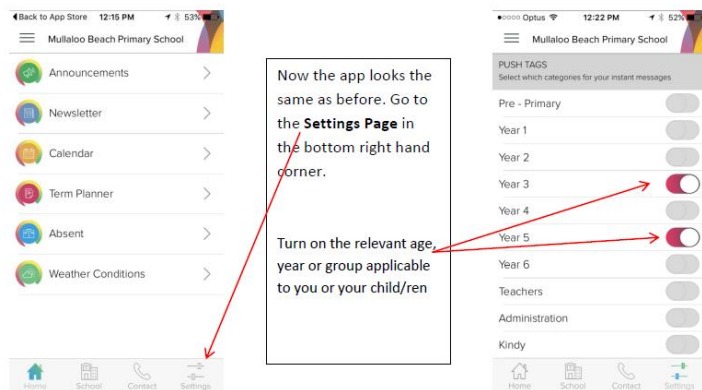 Back to App Store 12:15 PM 53%
Mullaloo Beach Primary School
Announcements
Newsletter
Calendar
Term Planner
Absent
Weather Conditions
Home School Contact Settings
Now the app looks the
same as before. Go to
the Settings Page in
the bottom right hand
corner.
Turn on the relevant age,
year or group applicable
to you or your child/ren
Optus 12:22 PM 52%
Mullaloo Beach Primary School
PUSH TAGS
Select which categories for your instant messages
Pre - Primary
Year 1
Year 2
Year 3
Year 4
Year 5
Year 6
Teachers
Administration
Kindy
Home School Contact Settings